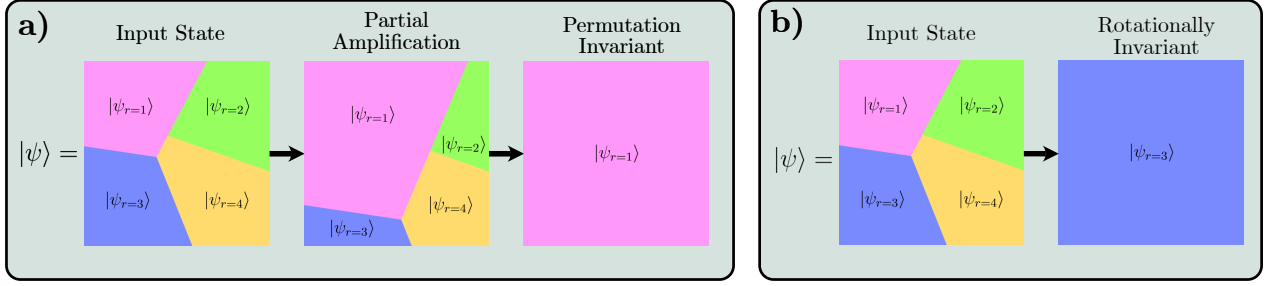 a)
Input State
Partial
Amplification
Permutation
Invariant
|ψ⟩ =
|ψ_{r=1}⟩
|ψ_{r=2}⟩
|ψ_{r=3}⟩
|ψ_{r=4}⟩
|ψ_{r=1}⟩
|ψ_{r=2}⟩
|ψ_{r=3}⟩
|ψ_{r=4}⟩
|ψ_{r=1}⟩
b)
Input State
Rotationally
Invariant
|ψ⟩ =
|ψ_{r=1}⟩
|ψ_{r=2}⟩
|ψ_{r=3}⟩
|ψ_{r=4}⟩
|ψ_{r=3}⟩